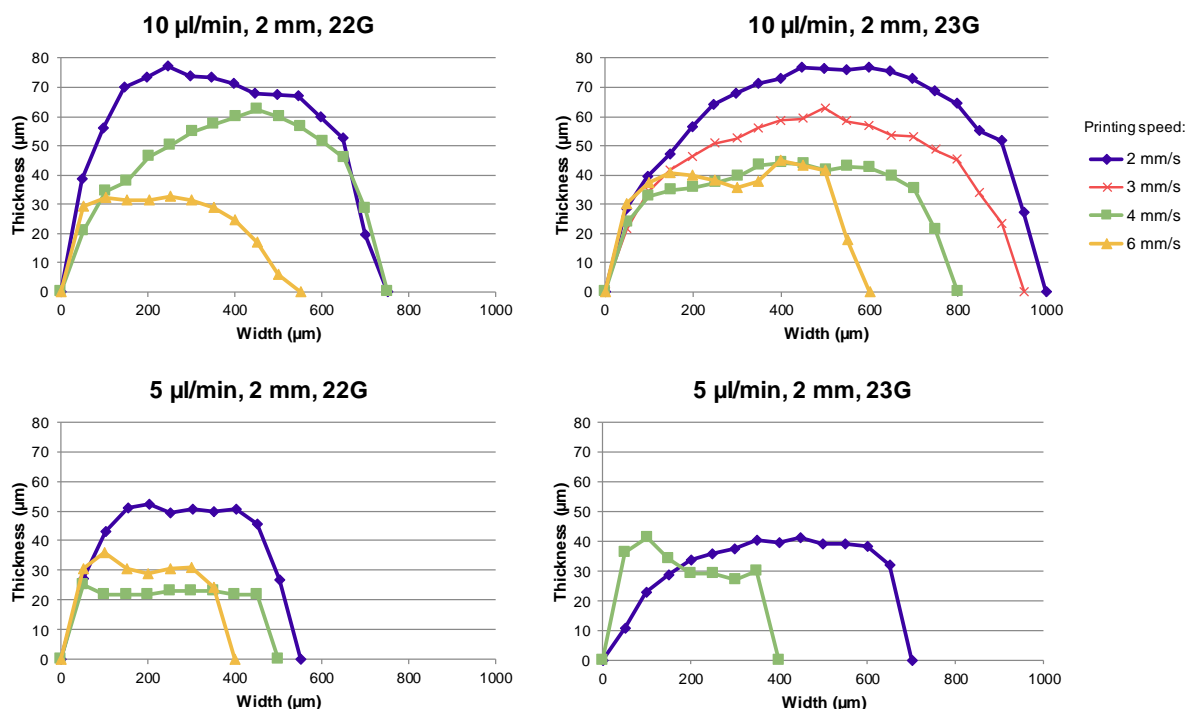 10 µl/min, 2 mm, 22G
80
70
60
50
40
30
20
10
0
Thickness (µm)
0 200 400 600 800 1000
Width (µm)
10 µl/min, 2 mm, 23G
80
70
60
50
40
30
20
10
0
Thickness (µm)
0 200 400 600 800 1000
Width (µm)
Printing speed:
2 mm/s
3 mm/s
4 mm/s
6 mm/s
5 µl/min, 2 mm, 22G
80
70
60
50
40
30
20
10
0
Thickness (µm)
0 200 400 600 800 1000
Width (µm)
5 µl/min, 2 mm, 23G
80
70
60
50
40
30
20
10
0
Thickness (µm)
0 200 400 600 800 1000
Width (µm)